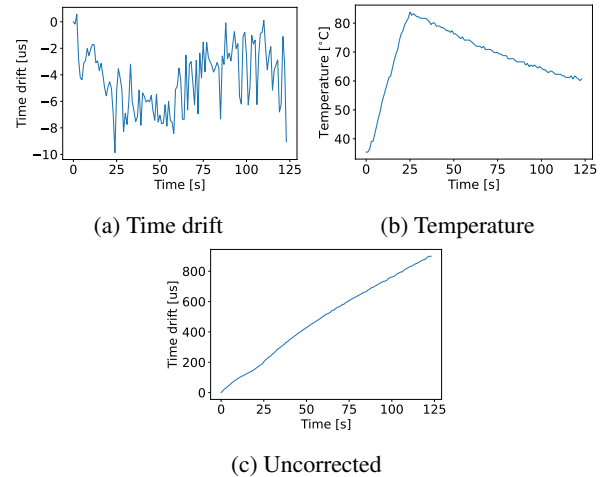 0
−2
−4
−6
−8
−10
Time drift [us]
0 25 50 75 100 125
Time [s]
(a) Time drift
80
70
60
50
40
Temperature [°C]
0 25 50 75 100 125
Time [s]
(b) Temperature
800
600
400
200
0
Time drift [us]
0 25 50 75 100 125
Time [s]
(c) Uncorrected